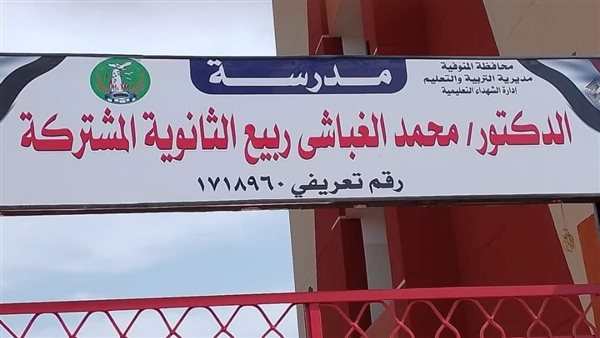 محافظة المنوفية
مديرية التربية والتعليم
إدارة الشهداء التعليمية
مدرسة
الدكتور/ محمد الغباشى ربيع الثانوية المشتركة
رقم تعريفي ١٧١٨٩٦٠